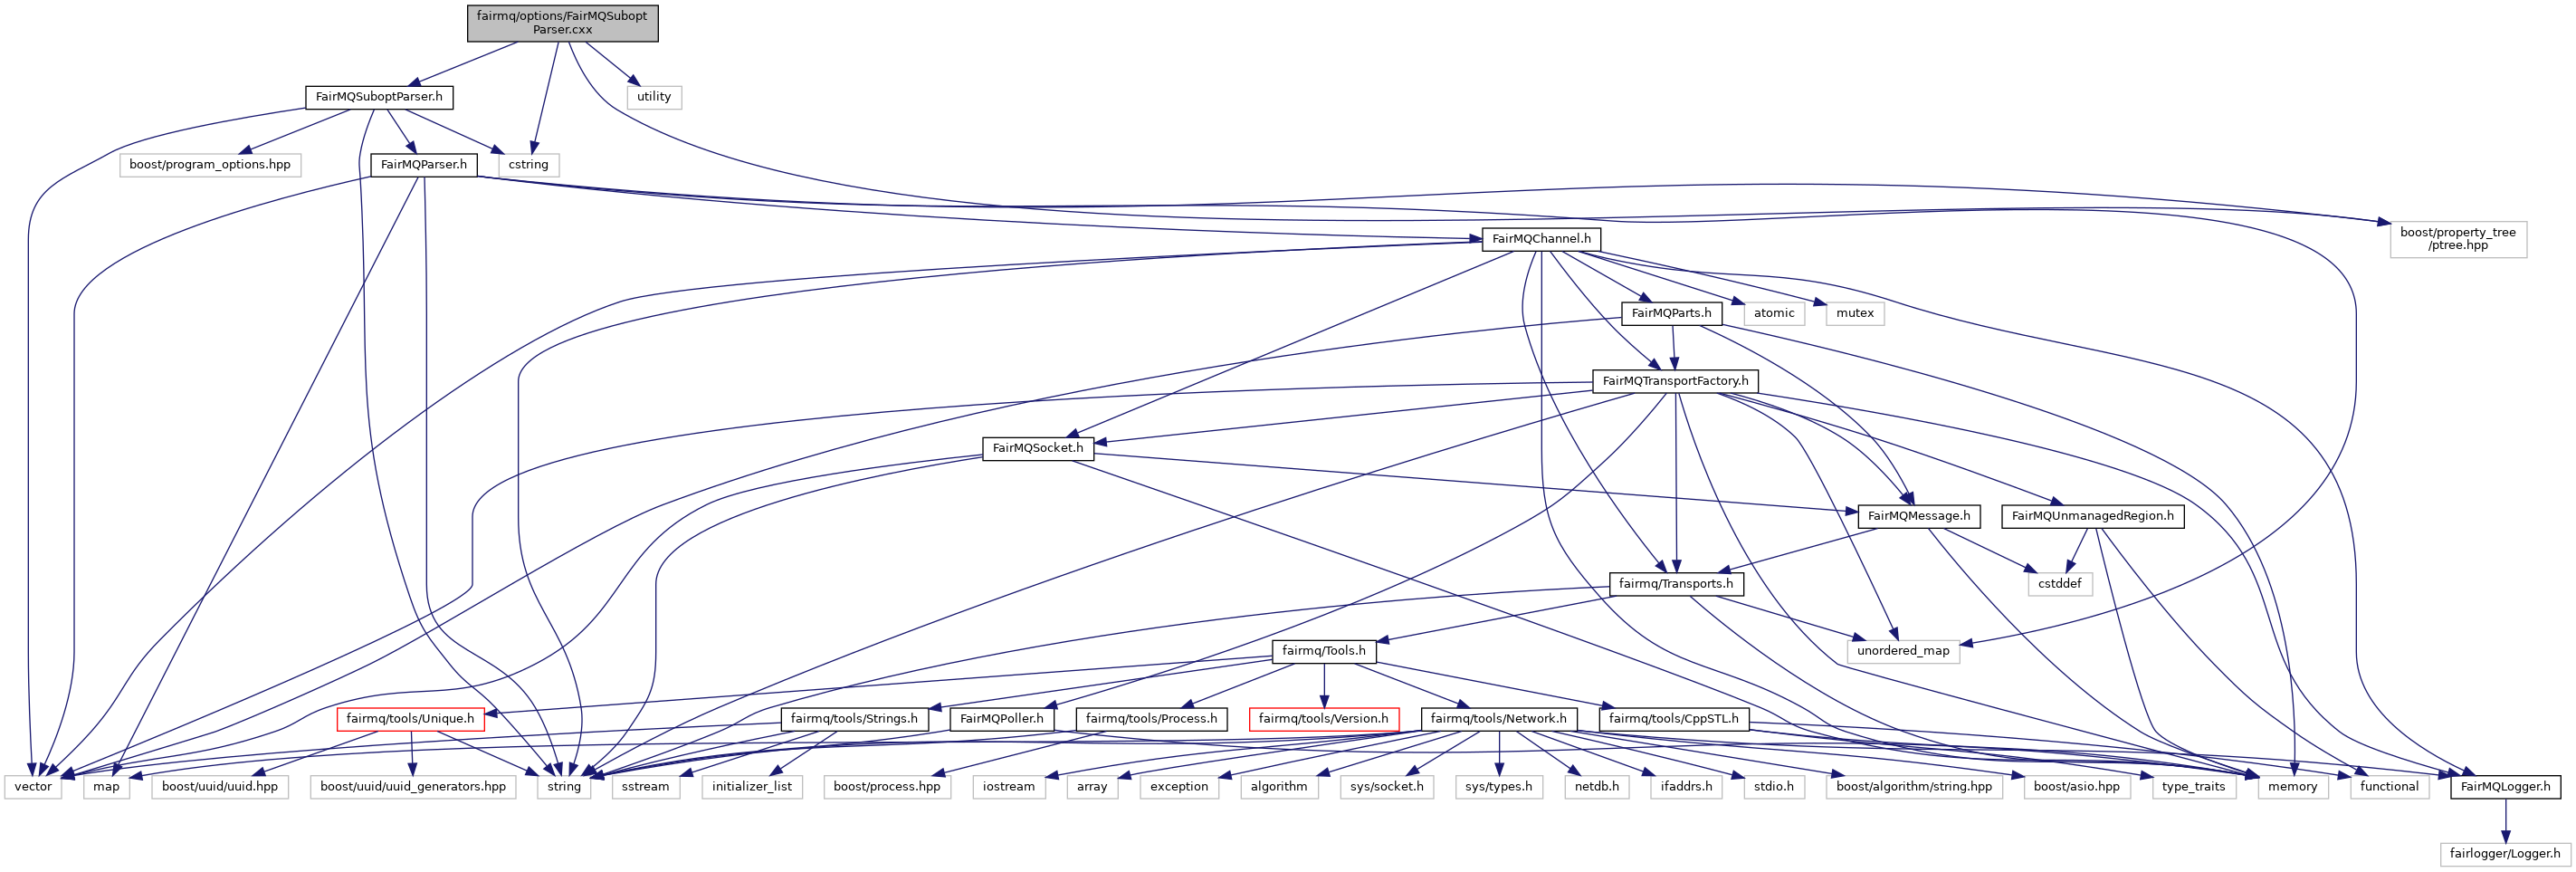 fairmq/options/FairMQSubopt
Parser.cxx
FairMQSuboptParser.h
utility
boost/program_options.hpp
FairMQParser.h
cstring
FairMQChannel.h
boost/property_tree
/ptree.hpp
FairMQParts.h
atomic
mutex
FairMQTransportFactory.h
FairMQSocket.h
FairMQMessage.h
FairMQUnmanagedRegion.h
fairmq/Transports.h
cstddef
fairmq/Tools.h
unordered_map
fairmq/tools/Unique.h
fairmq/tools/Strings.h
FairMQPoller.h
fairmq/tools/Process.h
fairmq/tools/Version.h
fairmq/tools/Network.h
fairmq/tools/CppSTL.h
vector
map
boost/uuid/uuid.hpp
boost/uuid/uuid_generators.hpp
string
sstream
initializer_list
boost/process.hpp
iostream
array
exception
algorithm
sys/socket.h
sys/types.h
netdb.h
ifaddrs.h
stdio.h
boost/algorithm/string.hpp
boost/asio.hpp
type_traits
memory
functional
FairMQLogger.h
fairlogger/Logger.h